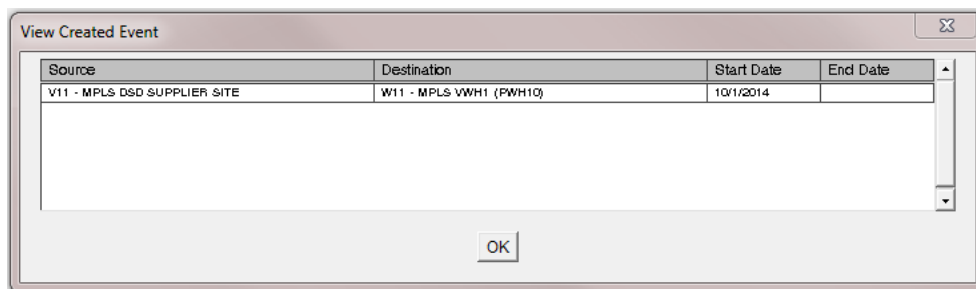 View Created Event
Source Destination Start Date End Date
V11 - MPLS DSD SUPPLIER SITE W11 - MPLS VWH1 (PWH10) 10/1/2014
OK